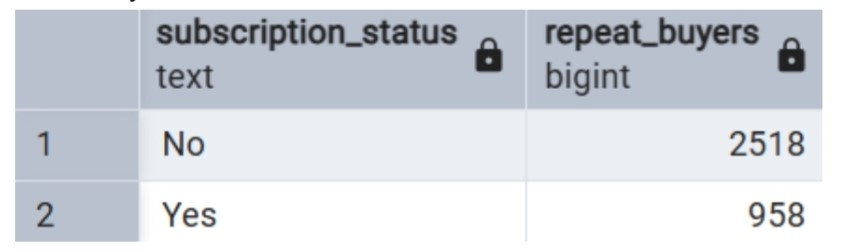 subscription_status repeat_buyers
text bigint
1 No 2518
2 Yes 958